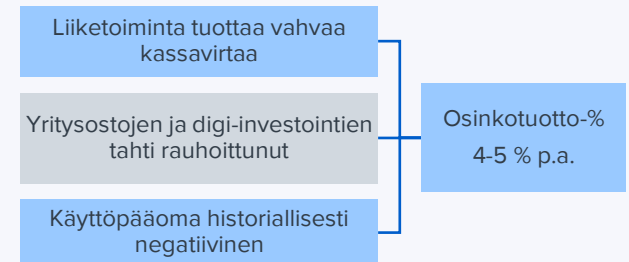 Liiketoiminta tuottaa vahvaa
kassavirtaa
Yritysostojen ja digi-investointien
tahti rauhoittunut
Käyttöpääoma historiallisesti
negatiivinen
Osinkotuotto-%
4-5 % p.a.